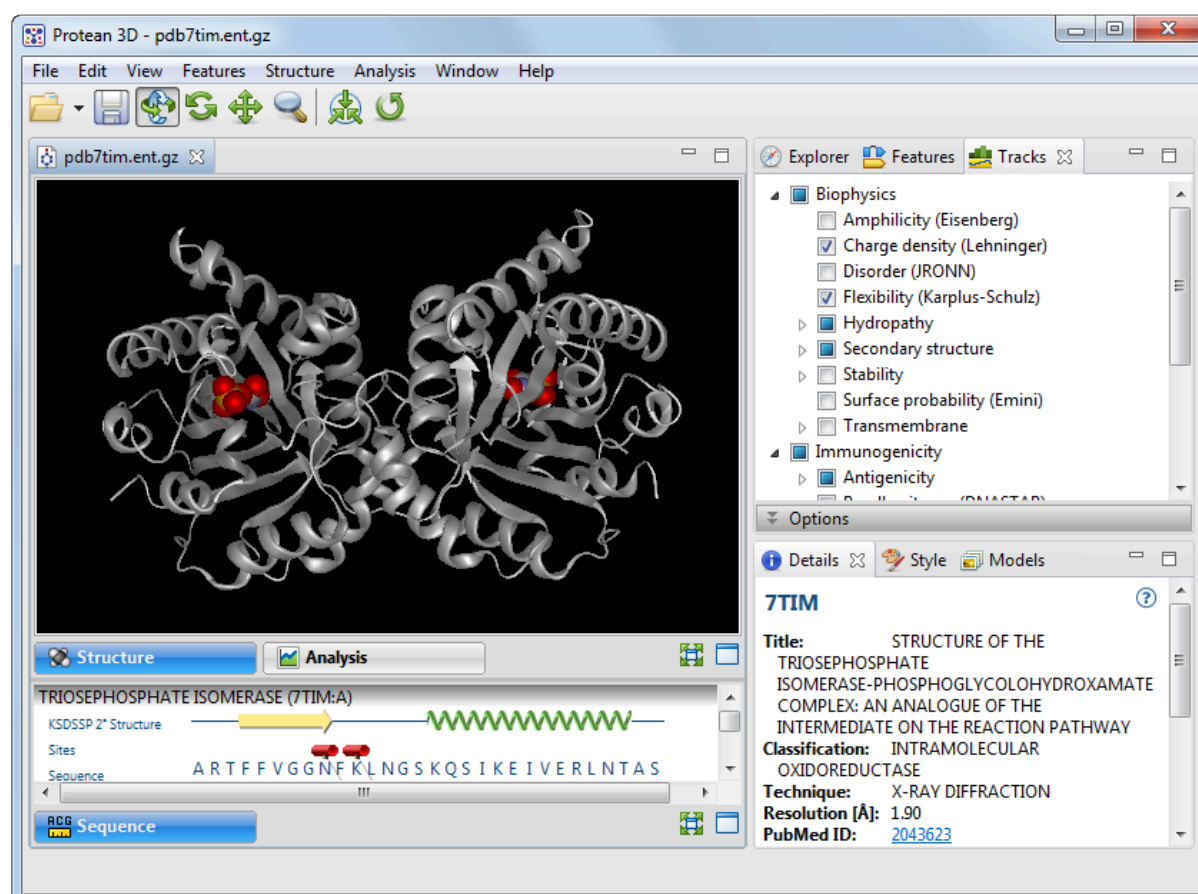 Protean 3D - pdb7tim.ent.gz
File Edit View Features Structure Analysis Window Help
pdb7tim.ent.gz
Explorer Features Tracks
Biophysics
Amphilicity (Eisenberg)
Charge density (Lehninger)
Disorder (JRONN)
Flexibility (Karplus-Schulz)
Hydropathy
Secondary structure
Stability
Surface probability (Emini)
Transmembrane
Immunogenicity
Antigenicity
Options
Structure Analysis
TRIOSEPHOSPHATE ISOMERASE (7TIM:A)
KSDSSP 2° Structure
Sites
Sequence A R T F F V G G N F K L N G S K Q S I K E I V E R L N T A S
ACG Sequence
Details Style Models
7TIM
Title: STRUCTURE OF THE
TRIOSEPHOSPHATE
ISOMERASE-PHOSPHOGLYCOLOHYDROXAMATE
COMPLEX: AN ANALOGUE OF THE
INTERMEDIATE ON THE REACTION PATHWAY
Classification: INTRAMOLECULAR
OXIDOREDUCTASE
Technique: X-RAY DIFFRACTION
Resolution [Å]: 1.90
PubMed ID: 2043623